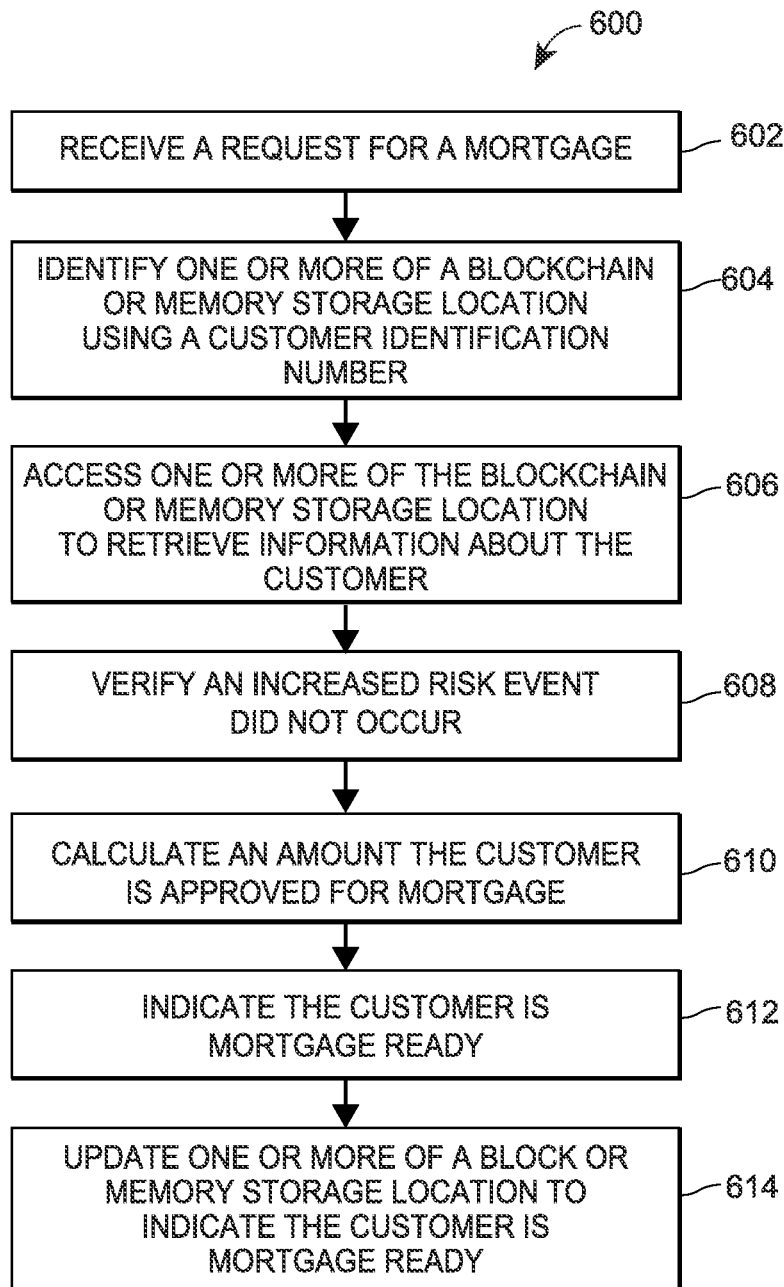 600
RECEIVE A REQUEST FOR A MORTGAGE
602
IDENTIFY ONE OR MORE OF A BLOCKCHAIN
OR MEMORY STORAGE LOCATION
USING A CUSTOMER IDENTIFICATION
NUMBER
604
ACCESS ONE OR MORE OF THE BLOCKCHAIN
OR MEMORY STORAGE LOCATION
TO RETRIEVE INFORMATION ABOUT THE
CUSTOMER
606
VERIFY AN INCREASED RISK EVENT
DID NOT OCCUR
608
CALCULATE AN AMOUNT THE CUSTOMER
IS APPROVED FOR MORTGAGE
610
INDICATE THE CUSTOMER IS
MORTGAGE READY
612
UPDATE ONE OR MORE OF A BLOCK OR
MEMORY STORAGE LOCATION TO
INDICATE THE CUSTOMER IS
MORTGAGE READY
614